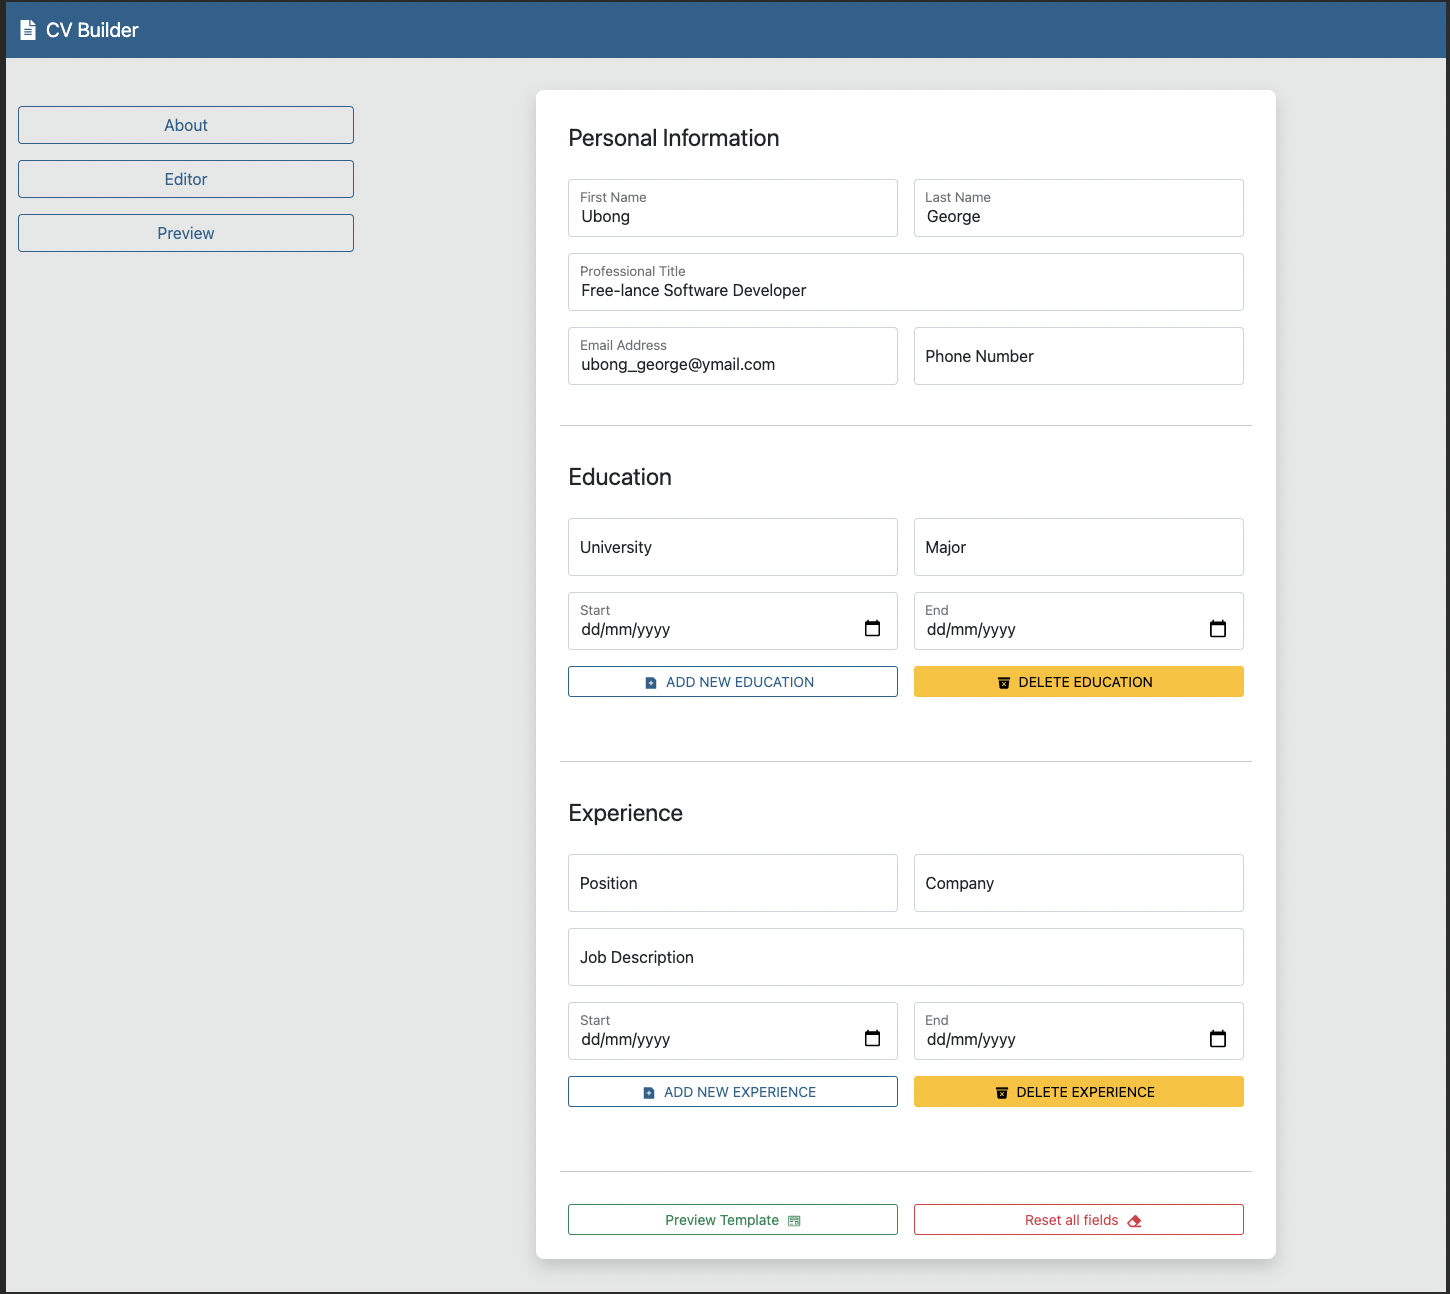 CV Builder
About
Editor
Preview
Personal Information
First Name
Ubong
Last Name
George
Professional Title
Free-lance Software Developer
Email Address
ubong_george@ymail.com
Phone Number
Education
University
Major
Start
dd/mm/yyyy
End
dd/mm/yyyy
ADD NEW EDUCATION
DELETE EDUCATION
Experience
Position
Company
Job Description
Start
dd/mm/yyyy
End
dd/mm/yyyy
ADD NEW EXPERIENCE
DELETE EXPERIENCE
Preview Template
Reset all fields